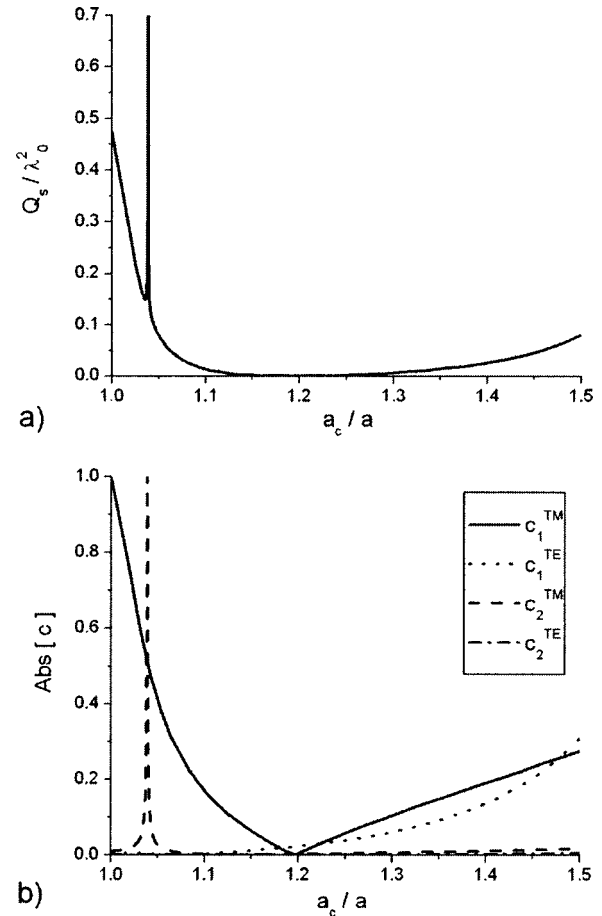 0.7
0.6
0.5
0.4
0.3
0.2
0.1
0.0
Q_s / λ_0^2
1.0 1.1 1.2 1.3 1.4 1.5
a_c / a
a)
1.0
0.8
0.6
0.4
0.2
0.0
Abs [ c ]
c_1^TM
c_1^TE
c_2^TM
c_2^TE
1.0 1.1 1.2 1.3 1.4 1.5
a_c / a
b)